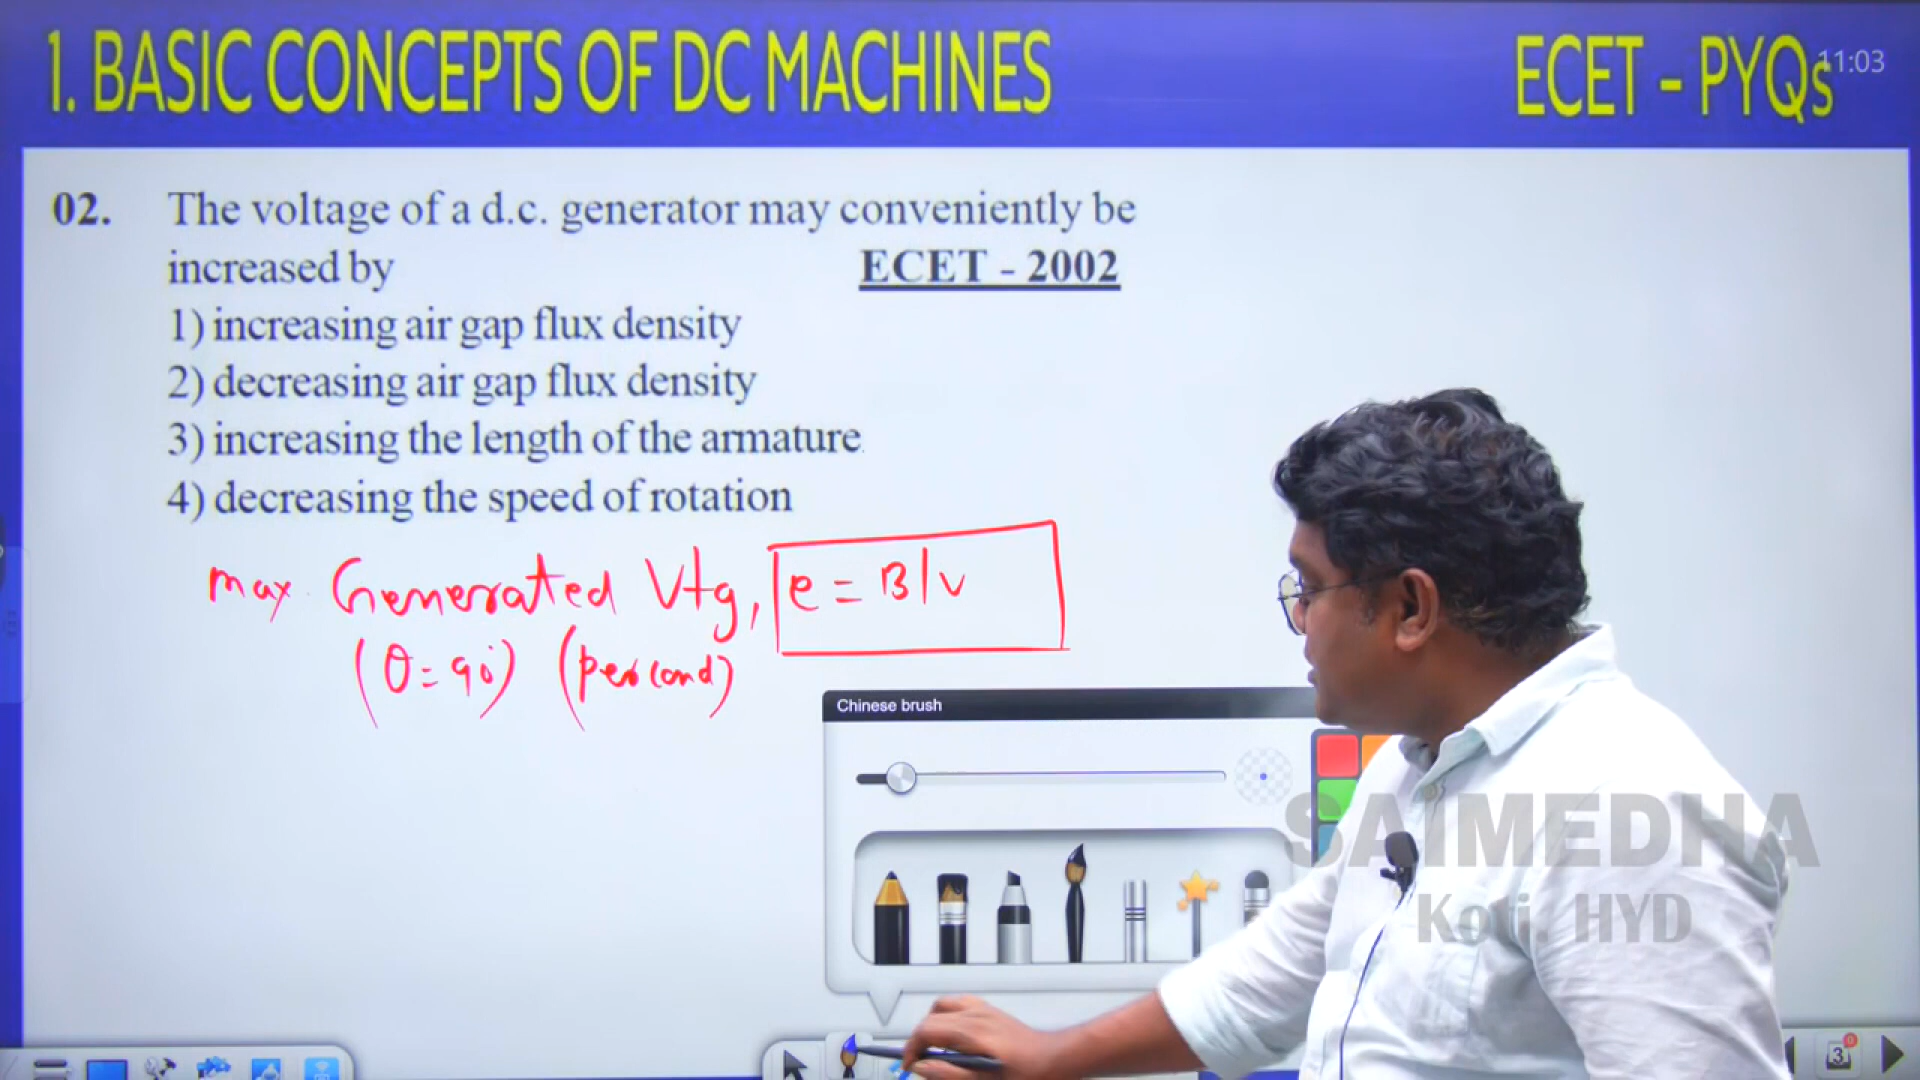 1. BASIC CONCEPTS OF DC MACHINES
ECET - PYQs
11:03
02. The voltage of a d.c. generator may conveniently be
increased by ECET - 2002
1) increasing air gap flux density
2) decreasing air gap flux density
3) increasing the length of the armature
4) decreasing the speed of rotation
max Generated Vtg, e = Blv
(θ = 90°) (per cond)
Chinese brush
SAIMEDHA
Koti. HYD
3